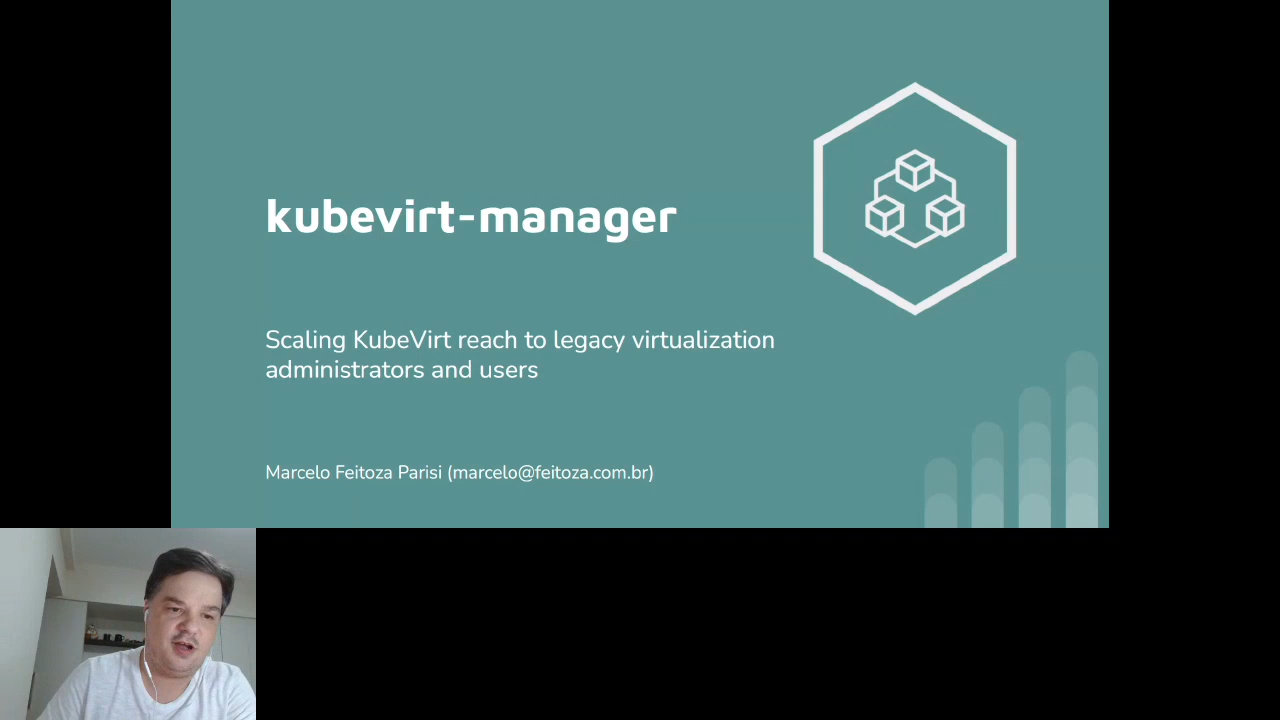 kubevirt-manager
Scaling KubeVirt reach to legacy virtualization
administrators and users
Marcelo Feitoza Parisi (marcelo@feitoza.com.br)